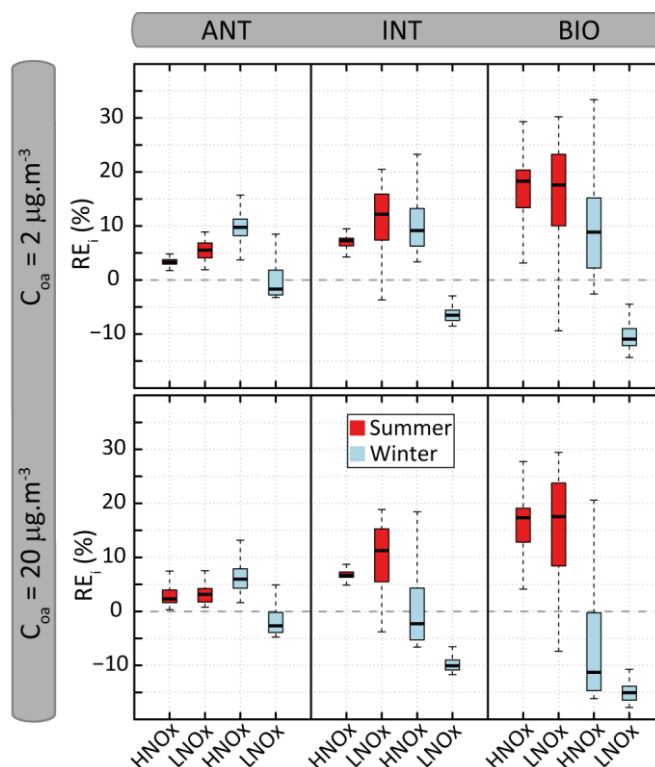 ANT INT BIO
C_oa = 2 µg.m⁻³
RE_i (%)
30
20
10
0
−10
C_oa = 20 µg.m⁻³
RE_i (%)
30
20
10
0
−10
Summer
Winter
HNOx LNOx HNOx LNOx HNOx LNOx HNOx LNOx HNOx LNOx HNOx LNOx